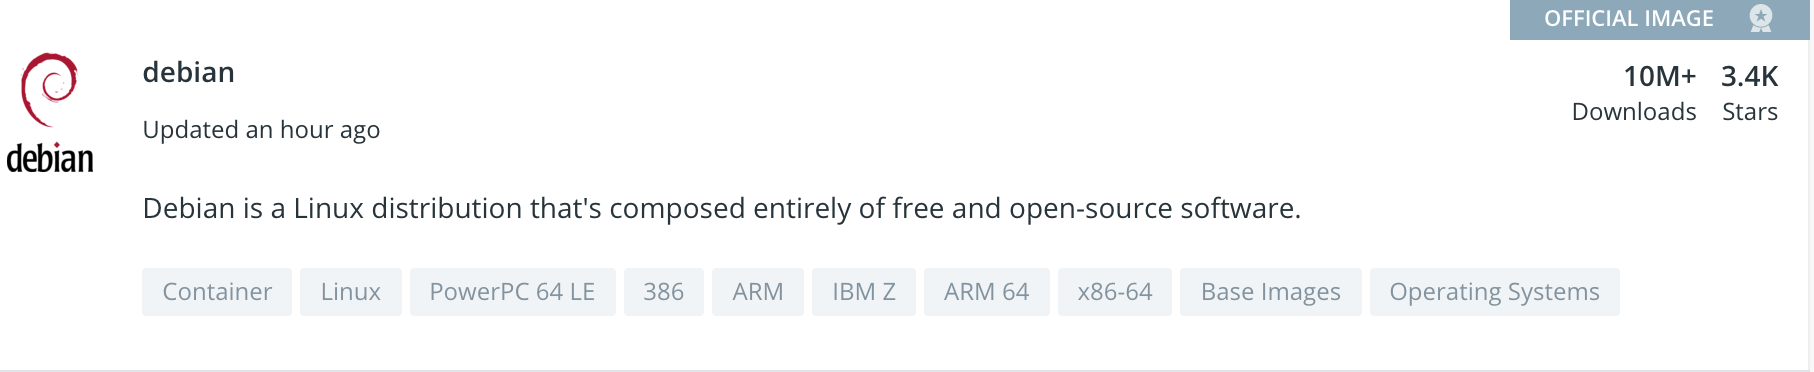 OFFICIAL IMAGE
debian
debian
Updated an hour ago
10M+ 3.4K
Downloads Stars
Debian is a Linux distribution that's composed entirely of free and open-source software.
Container Linux PowerPC 64 LE 386 ARM IBM Z ARM 64 x86-64 Base Images Operating Systems